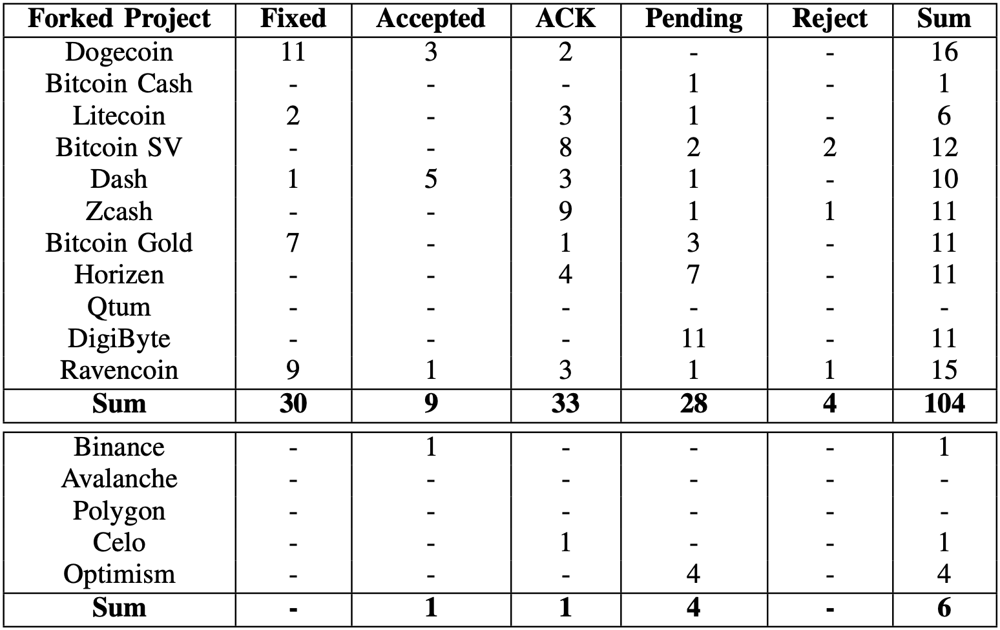 Forked Project Fixed Accepted ACK Pending Reject Sum
Dogecoin 11 3 2 - - 16
Bitcoin Cash - - - 1 - 1
Litecoin 2 - 3 1 - 6
Bitcoin SV - - 8 2 2 12
Dash 1 5 3 1 - 10
Zcash - - 9 1 1 11
Bitcoin Gold 7 - 1 3 - 11
Horizen - - 4 7 - 11
Qtum - - - - - -
DigiByte - - - 11 - 11
Ravencoin 9 1 3 1 1 15
Sum 30 9 33 28 4 104
Binance - 1 - - - 1
Avalanche - - - - - -
Polygon - - - - - -
Celo - - 1 - - 1
Optimism - - - 4 - 4
Sum - 1 1 4 - 6